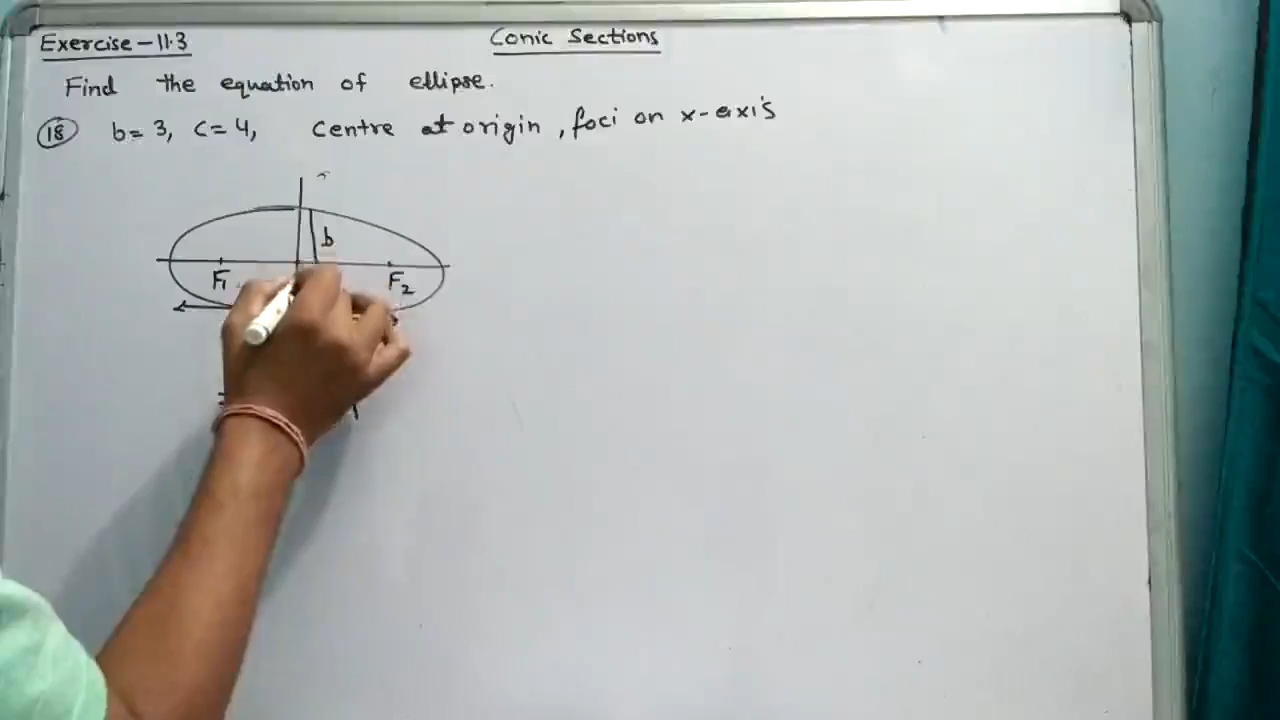 Exercise-11.3
Conic Sections
Find the equation of ellipse.
18 b=3, c=4, Centre at origin, foci on x-axis
b
F1 F2